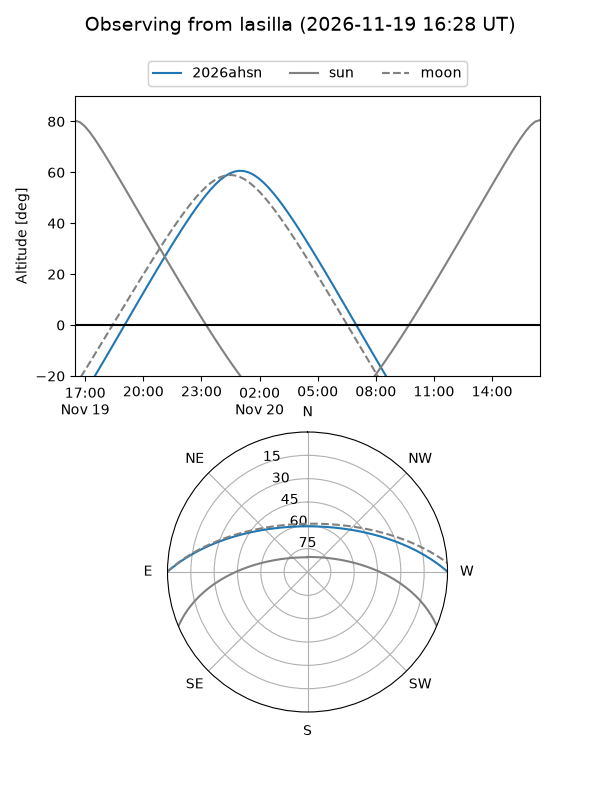 Observing from lasilla (2026-11-19 16:28 UT)
2026ahsn sun moon
Altitude [deg]
80
60
40
20
0
−20
17:00 20:00 23:00 02:00 05:00 08:00 11:00 14:00
Nov 19 Nov 20
N
NE NW
15
30
45
60
75
E W
SE SW
S